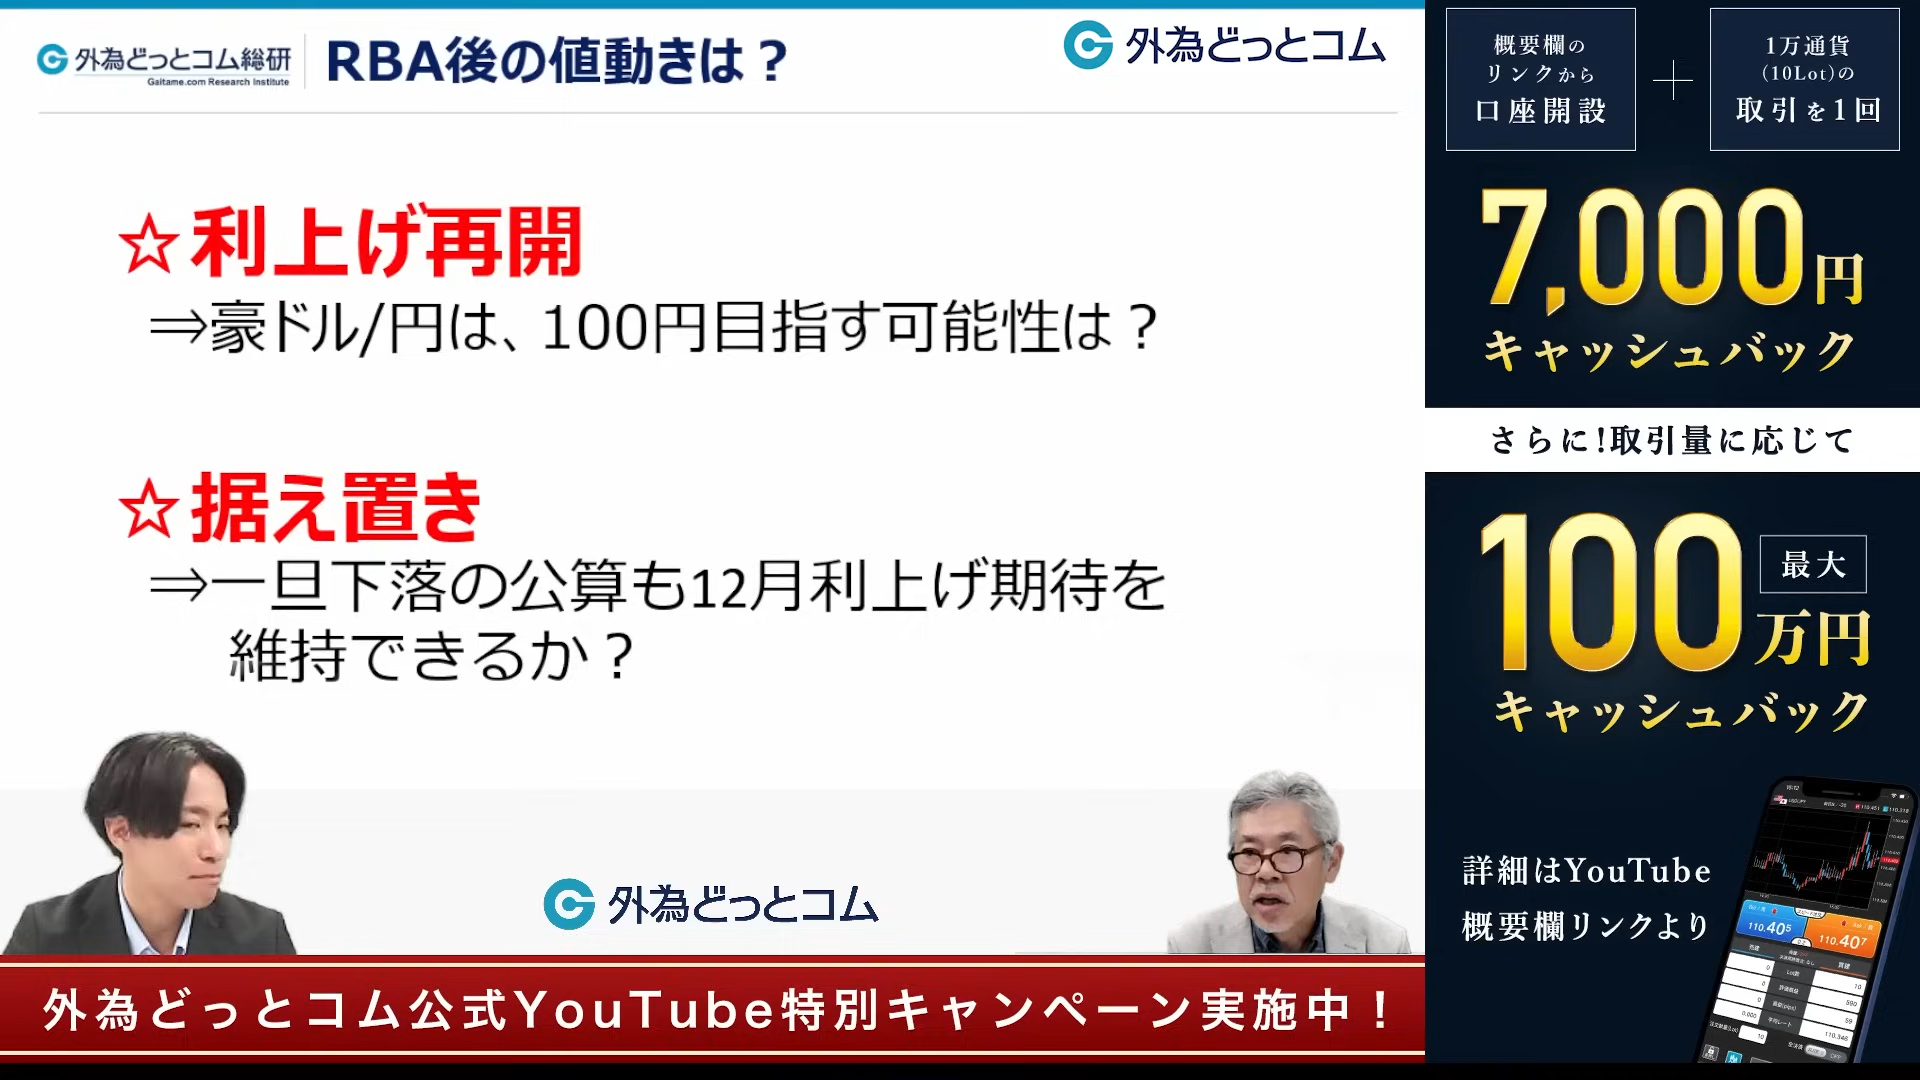 外為どっとコム総研
Gaitame.com Research Institute
RBA後の値動きは？
外為どっとコム
☆利上げ再開
⇒豪ドル/円は、100円目指す可能性は？
☆据え置き
⇒一旦下落の公算も12月利上げ期待を
維持できるか？
外為どっとコム
外為どっとコム公式YouTube特別キャンペーン実施中！
概要欄の
リンクから
口座開設
＋
1万通貨
(10Lot)の
取引を1回
7,000円
キャッシュバック
さらに!取引量に応じて
最大
100万円
キャッシュバック
詳細はYouTube
概要欄リンクより
110.405
110.407